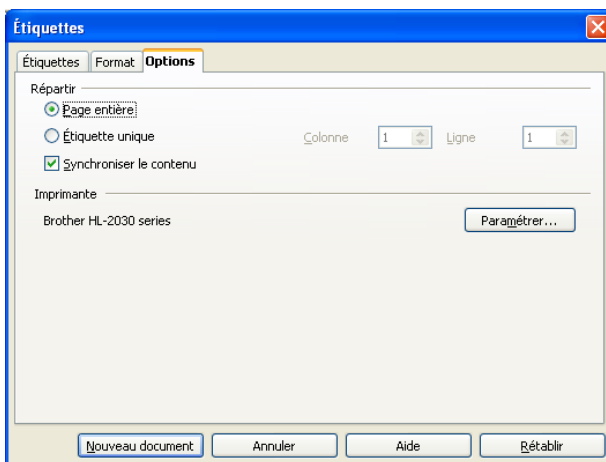 Étiquettes
Étiquettes Format Options
Répartir
Page entière
Étiquette unique Colonne 1 Ligne 1
Synchroniser le contenu
Imprimante
Brother HL-2030 series Paramétrer...
Nouveau document Annuler Aide Rétablir